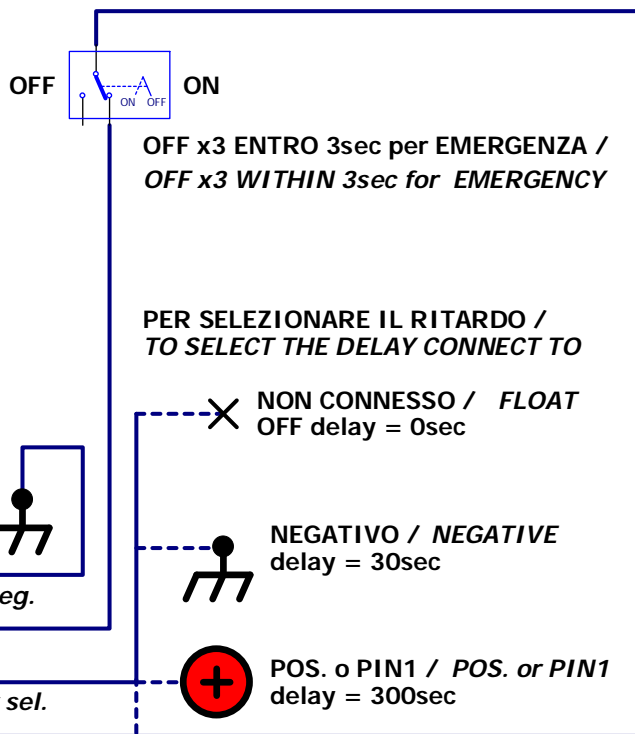 OFF
ON
ON OFF
OFF x3 ENTRO 3sec per EMERGENZA /
OFF x3 WITHIN 3sec for EMERGENCY
PER SELEZIONARE IL RITARDO /
TO SELECT THE DELAY CONNECT TO
NON CONNESSO / FLOAT
OFF delay = 0sec
NEGATIVO / NEGATIVE
delay = 30sec
eg.
POS. o PIN1 / POS. or PIN1
delay = 300sec
sel.